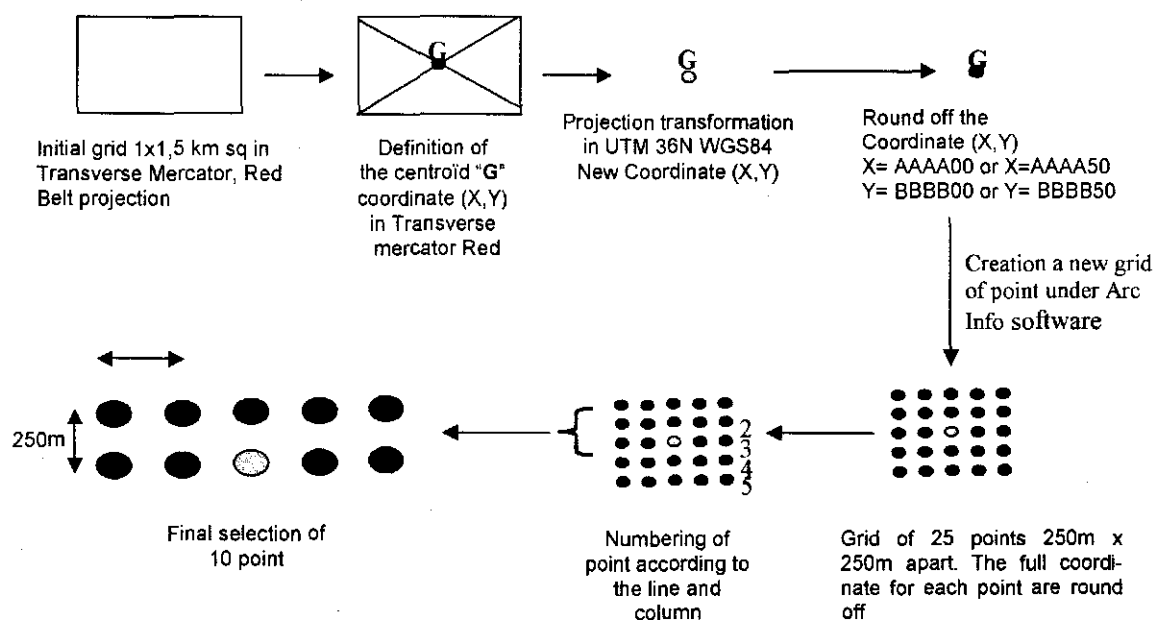 G
G
G
Initial grid 1x1,5 km sq in
Transverse Mercator, Red
Belt projection
Definition of
the centroïd "G"
coordinate (X,Y)
in Transverse
mercator Red
Projection transformation
in UTM 36N WGS84
New Coordinate (X,Y)
Round off the
Coordinate (X,Y)
X= AAAA00 or X=AAAA50
Y= BBBB00 or Y= BBBB50
Creation a new grid
of point under Arc
Info software
250m
2
3
4
5
Final selection of
10 point
Numbering of
point according to
the line and
column
Grid of 25 points 250m x
250m apart. The full coordi-
nate for each point are round
off